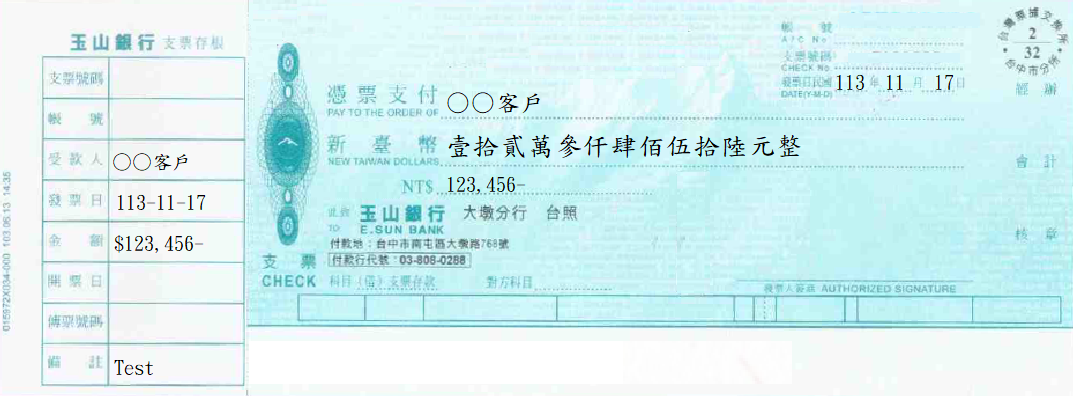 玉山銀行 支票存根
支票號碼
帳 號
受款人 ○○客戶
發票日 113-11-17
金 額 $123,456-
開票日
傳票號碼
備 註 Test
015972X034-000 103.05.13 14:35
帳 號
A/C No.
支票號碼
CHECK No.
發票日民國 113 年 11 月 17 日
DATE(Y-M-D)
台灣票據交換所
2
32
台中市分所
憑票支付 ○○客戶
PAY TO THE ORDER OF
新臺幣 壹拾貳萬參仟肆佰伍拾陸元整
NEW TAIWAN DOLLARS
NT$ 123,456-
此致 玉山銀行 大墩分行 台照
TO E.SUN BANK
付款地：台中市南屯區大墩路768號
付款行代號
支 票
CHECK 科目（借）支票存款 對方科目
發票人簽章 AUTHORIZED SIGNATURE
經 辦
會 計
核 章